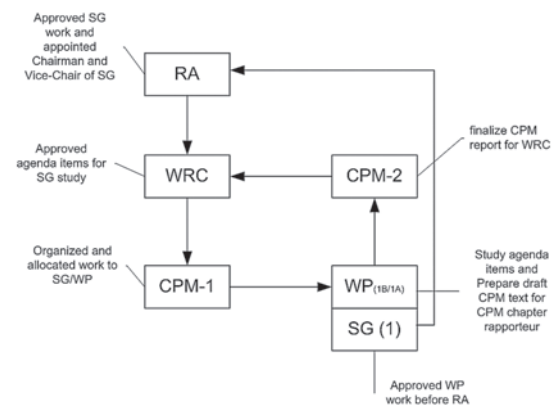 Approved SG
work and
appointed
Chairman and
Vice-Chair of SG
RA
Approved
agenda items for
SG study
WRC
CPM-2
finalize CPM
report for WRC
Organized and
allocated work to
SG/WP
CPM-1
WP(1B/1A)
SG (1)
Study agenda
items and
Prepare draft
CPM text for
CPM chapter
rapporteur
Approved WP
work before RA